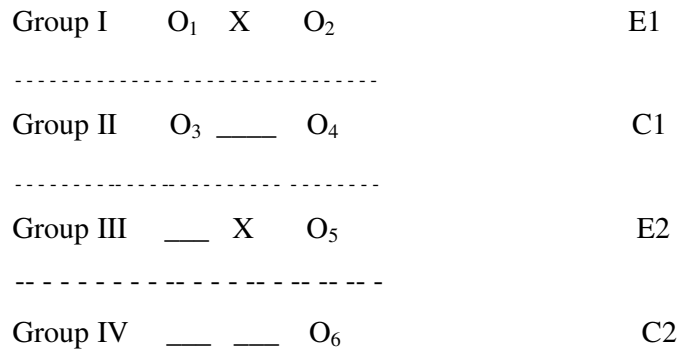 Group I O₁ X O₂ E1
- - - - - - - - - - - - - - - - - - - - - - - - - - - - - - - -
Group II O₃ ____ O₄ C1
- - - - - - - - - -- - - - -- - - - - - - - - - - - - - - - - - -
Group III ___ X O₅ E2
-- - - - - - - - -- - - - -- - -- -- -- -
Group IV ___ ___ O₆ C2